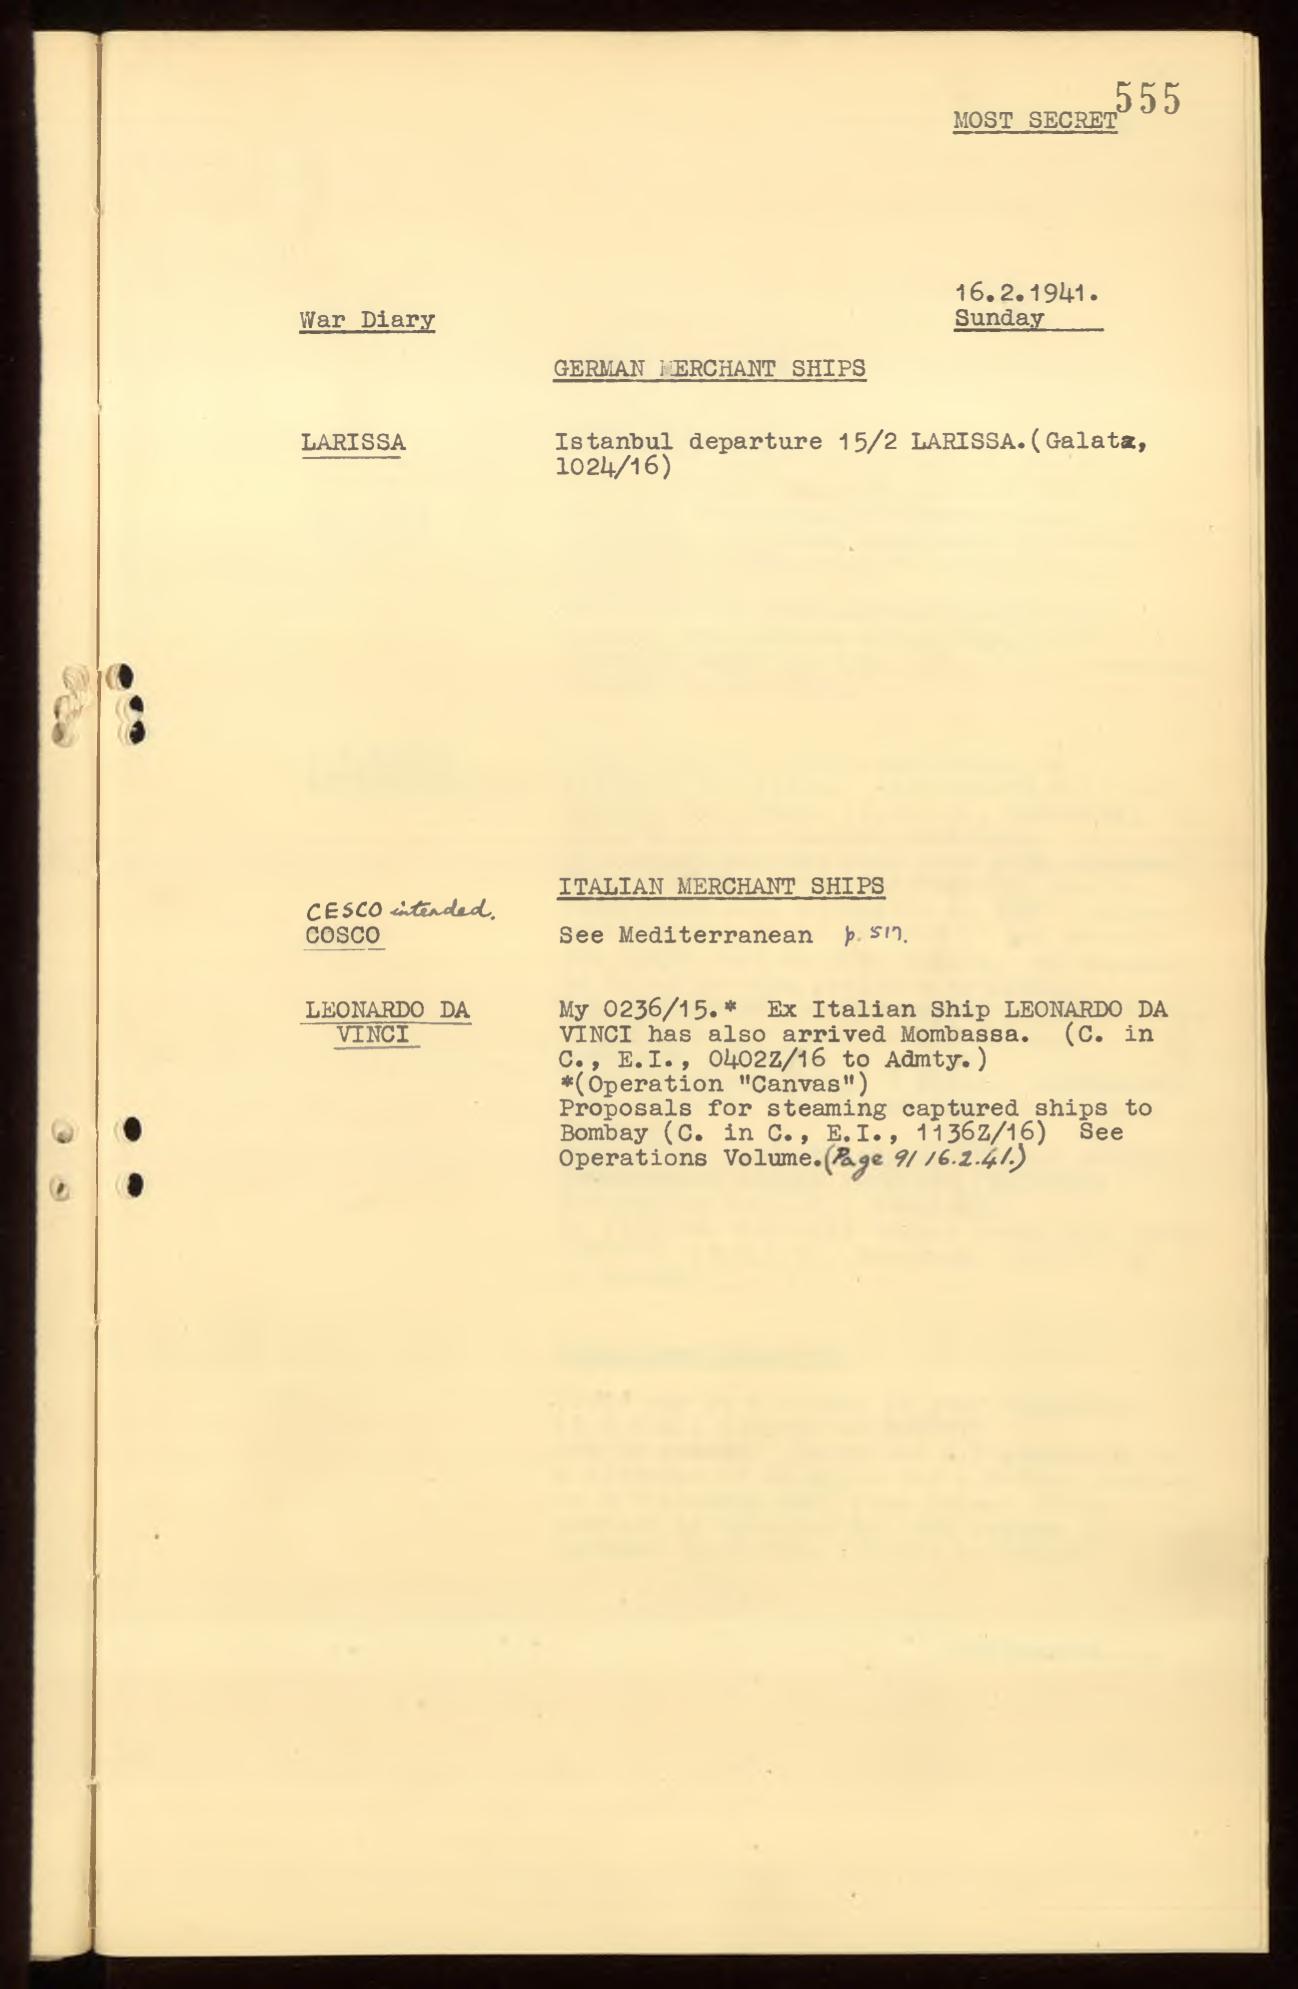 555
MOST SECRET
16.2.1941.
War Diary
Sunday
GERMAN MERCHANT SHIPS
LARISSA
Istanbul departure 15/2 LARISSA.(Galata,
1024/16)
ITALIAN MERCHANT SHIPS
CESCO intended.
COSCO
See Mediterranean p. 517.
LEONARDO DA
VINCI
My 0236/15.* Ex Italian Ship LEONARDO DA
VINCI has also arrived Mombassa. (C. in
C., E.I., 0402Z/16 to Admty.)
*(Operation "Canvas")
Proposals for steaming captured ships to
Bombay (C. in C., E.I., 1136Z/16) See
Operations Volume.(Page 91 16.2.41.)